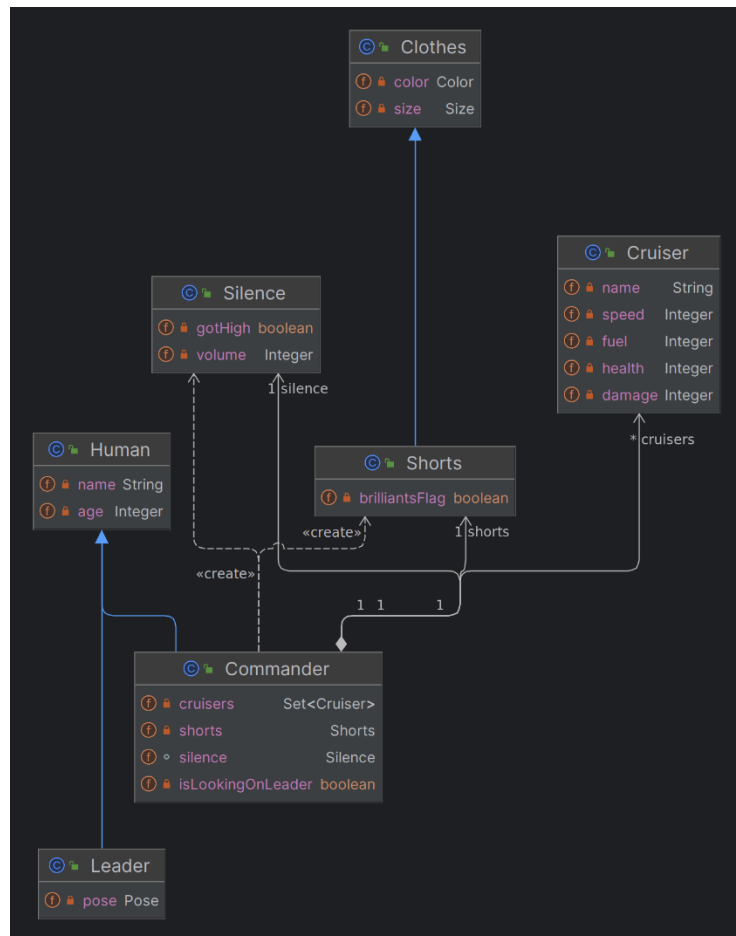 Clothes
color Color
size Size
Cruiser
name String
speed Integer
fuel Integer
health Integer
damage Integer
* cruisers
Silence
gotHigh boolean
volume Integer
1 silence
Human
name String
age Integer
Shorts
brilliantsFlag boolean
«create»
1 shorts
«create»
1 1 1
Commander
cruisers Set<Cruiser>
shorts Shorts
silence Silence
isLookingOnLeader boolean
Leader
pose Pose